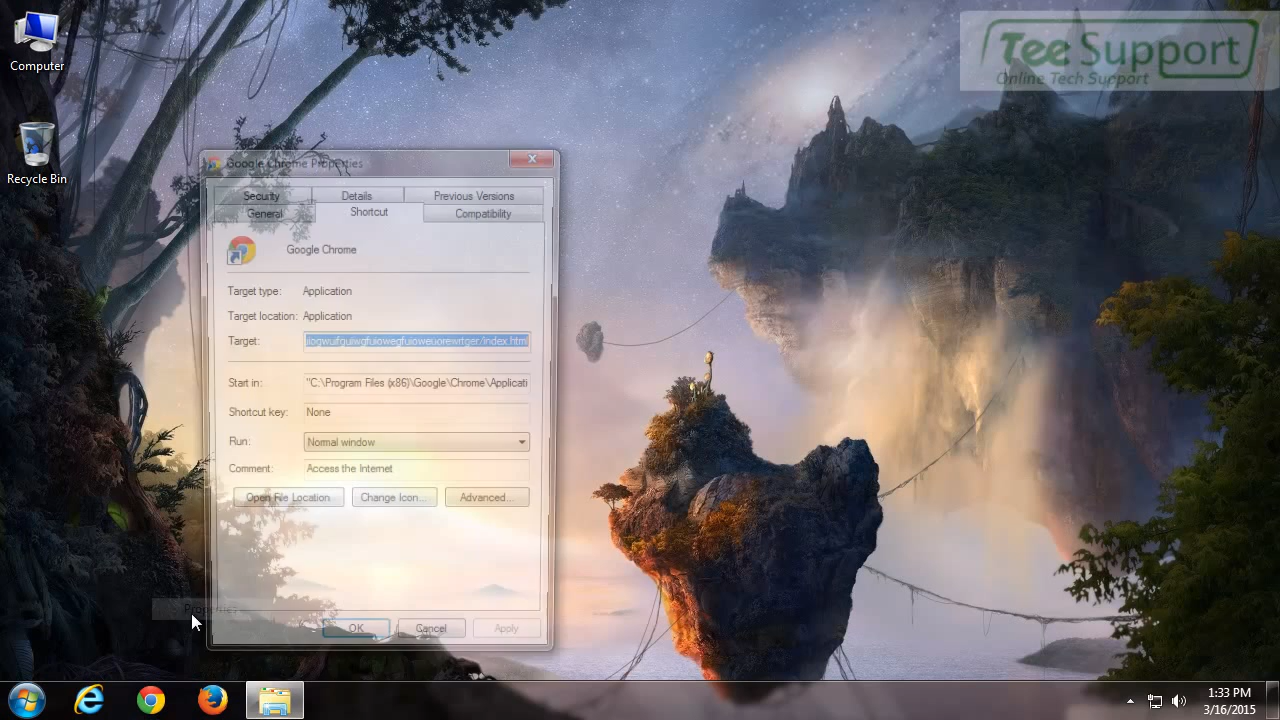 Computer
Recycle Bin
Tee Support
Online Tech Support
Google Chrome Properties
Security
Details
Previous Versions
General
Shortcut
Compatibility
Google Chrome
Target type: Application
Target location: Application
Target:
Start in: "C:\Program Files (x86)\Google\Chrome\Applicati
Shortcut key: None
Run: Normal window
Comment: Access the Internet
Open File Location
Change Icon...
Advanced...
Properties
OK
Cancel
Apply
1:33 PM
3/16/2015